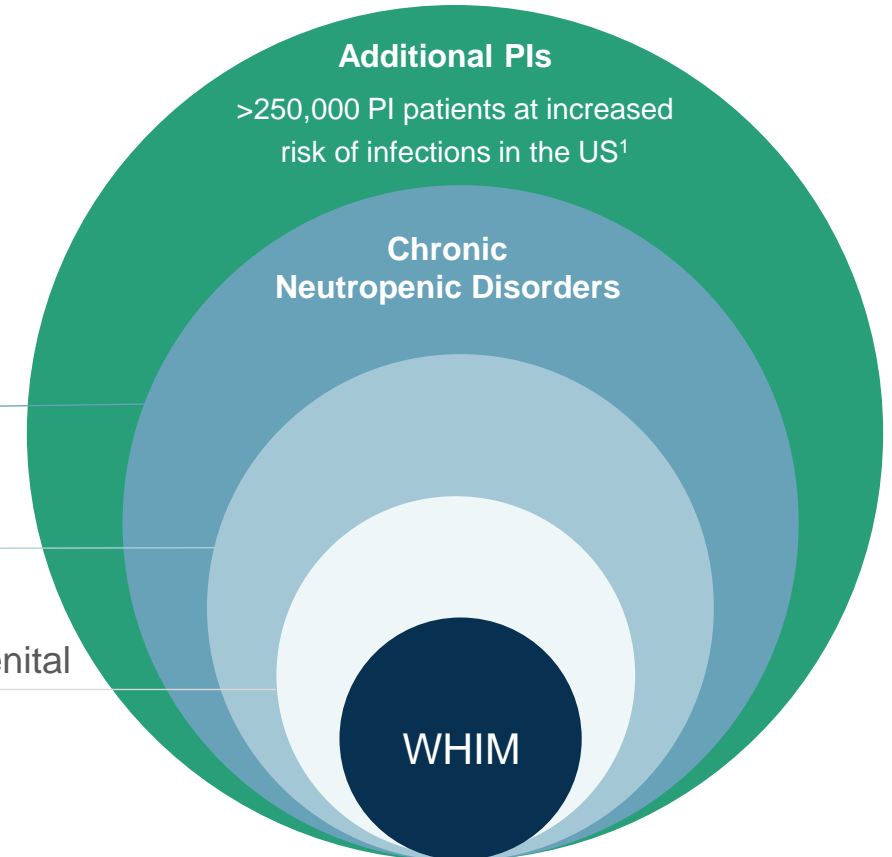 Additional PIs
>250,000 PI patients at increased
risk of infections in the US¹
Chronic
Neutropenic Disorders
enital
WHIM